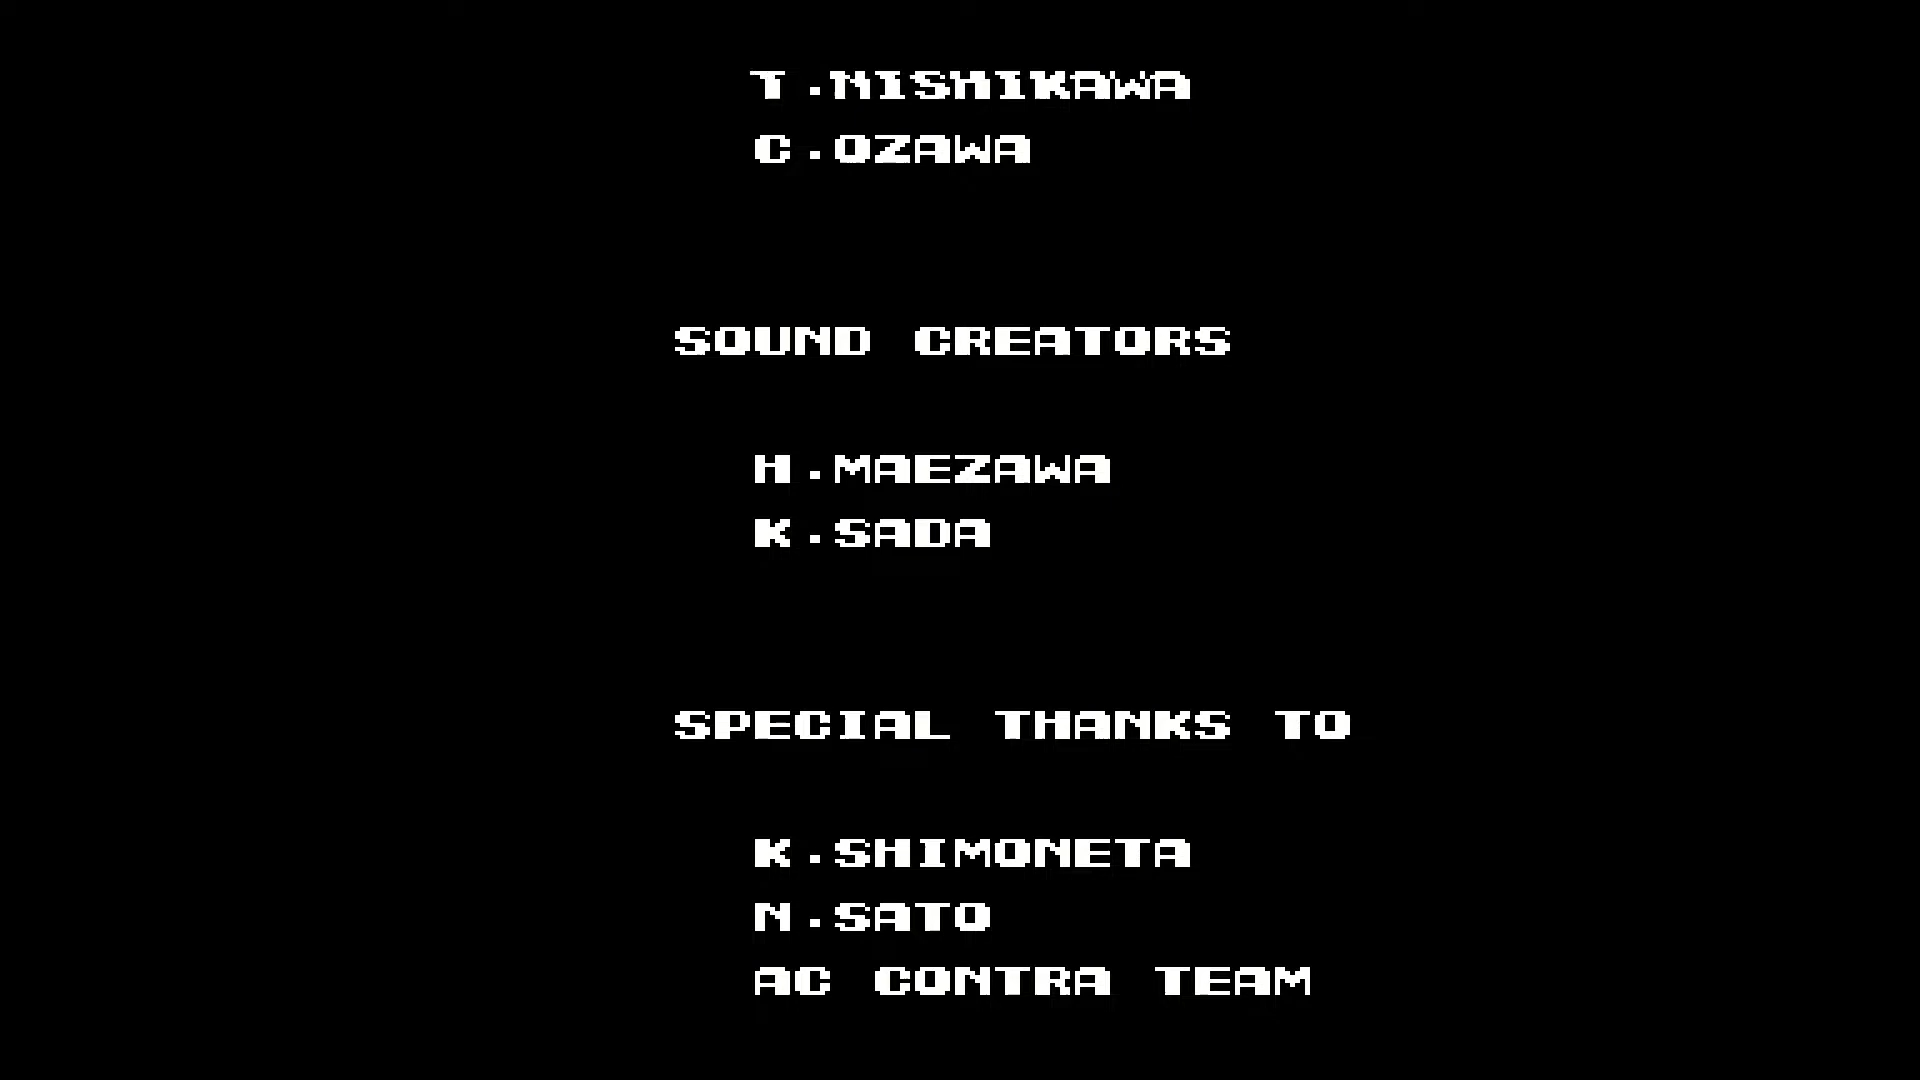 T.NISHIKAWA
C.OZAWA
SOUND CREATORS
H.MAEZAWA
K.SADA
SPECIAL THANKS TO
K.SHIMONETA
N.SATO
AC CONTRA TEAM